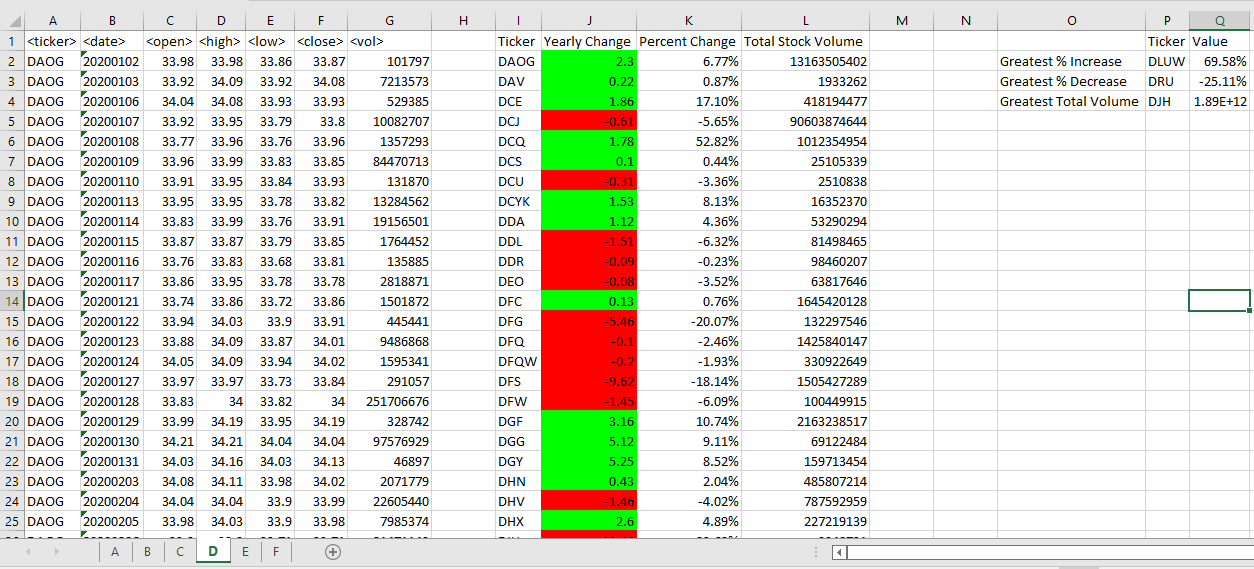 A B C D E F G H I J K L M N O P Q
1 <ticker> <date> <open> <high> <low> <close> <vol> Ticker Yearly Change Percent Change Total Stock Volume Ticker Value
2 DAOG 20200102 33.98 33.98 33.86 33.87 101797 DAOG 2.3 6.77% 13163505402 Greatest % Increase DLUW 69.58%
3 DAOG 20200103 33.92 34.09 33.92 34.08 7213573 DAV 0.22 0.87% 1933262 Greatest % Decrease DRU -25.11%
4 DAOG 20200106 34.04 34.08 33.93 33.93 529385 DCE 1.86 17.10% 418194477 Greatest Total Volume DJH 1.89E+12
5 DAOG 20200107 33.92 33.95 33.79 33.8 10082707 DCJ -0.61 -5.65% 90603874644
6 DAOG 20200108 33.77 33.96 33.76 33.96 1357293 DCQ 1.78 52.82% 1012354954
7 DAOG 20200109 33.96 33.99 33.83 33.85 84470713 DCS 0.1 0.44% 25105339
8 DAOG 20200110 33.91 33.95 33.84 33.93 131870 DCU -0.31 -3.36% 2510838
9 DAOG 20200113 33.95 33.95 33.78 33.82 13284562 DCYK 1.53 8.13% 16352370
10 DAOG 20200114 33.83 33.99 33.76 33.91 19156501 DDA 1.12 4.36% 53290294
11 DAOG 20200115 33.87 33.87 33.79 33.85 1764452 DDL -1.51 -6.32% 81498465
12 DAOG 20200116 33.76 33.83 33.68 33.81 135885 DDR -0.09 -0.23% 98460207
13 DAOG 20200117 33.86 33.95 33.78 33.78 2818871 DEO -0.08 -3.52% 63817646
14 DAOG 20200121 33.74 33.86 33.72 33.86 1501872 DFC 0.13 0.76% 1645420128
15 DAOG 20200122 33.94 34.03 33.9 33.91 445441 DFG -5.46 -20.07% 132297546
16 DAOG 20200123 33.88 34.09 33.87 34.01 9486868 DFQ -0.1 -2.46% 1425840147
17 DAOG 20200124 34.05 34.09 33.94 34.02 1595341 DFQW -0.2 -1.93% 330922649
18 DAOG 20200127 33.97 33.97 33.73 33.84 291057 DFS -9.62 -18.14% 1505427289
19 DAOG 20200128 33.83 34 33.82 34 251706676 DFW -1.45 -6.09% 100449915
20 DAOG 20200129 33.99 34.19 33.95 34.19 328742 DGF 3.16 10.74% 2163238517
21 DAOG 20200130 34.21 34.21 34.04 34.04 97576929 DGG 5.12 9.11% 69122484
22 DAOG 20200131 34.03 34.16 34.03 34.13 46897 DGY 5.25 8.52% 159713454
23 DAOG 20200203 34.08 34.11 33.98 34.02 2071779 DHN 0.43 2.04% 485807214
24 DAOG 20200204 34.04 34.04 33.9 33.99 22605440 DHV -1.46 -4.02% 787592959
25 DAOG 20200205 33.98 34.03 33.9 33.98 7985374 DHX 2.6 4.89% 227219139
A B C D E F